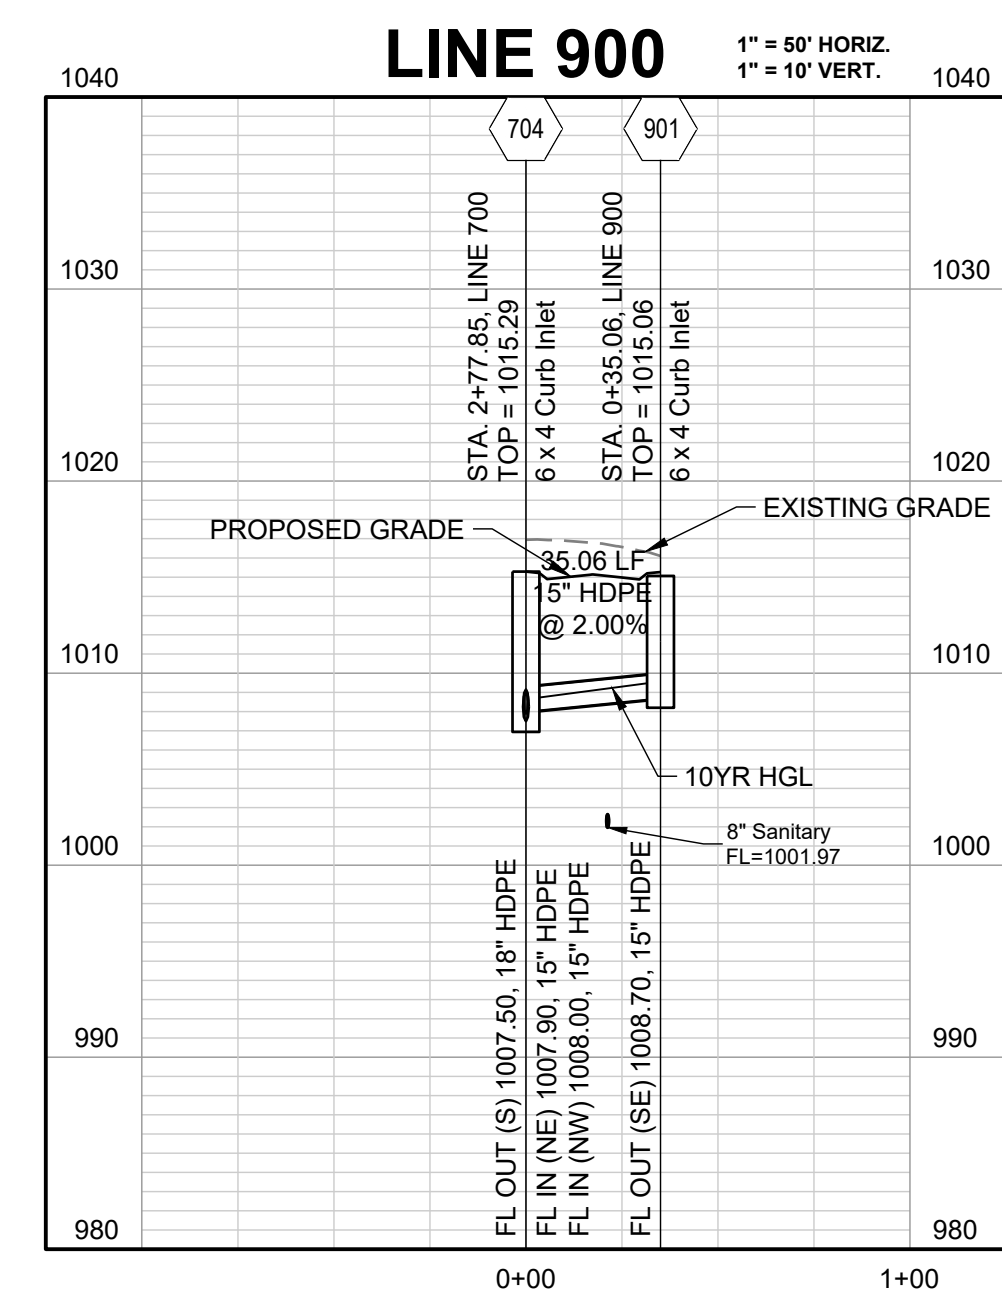 LINE 900
1" = 50' HORIZ.
1" = 10' VERT.
1040
1040
704
901
STA. 2+77.85, LINE 700
TOP = 1015.29
6 x 4 Curb Inlet
STA. 0+35.06, LINE 900
TOP = 1015.06
6 x 4 Curb Inlet
1030
1030
1020
1020
EXISTING GRADE
PROPOSED GRADE
35.06 LF
15" HDPE
@ 2.00%
1010
1010
10YR HGL
8" Sanitary
FL=1001.97
1000
1000
FL OUT (S) 1007.50, 18" HDPE
FL IN (NE) 1007.90, 15" HDPE
FL IN (NW) 1008.00, 15" HDPE
FL OUT (SE) 1008.70, 15" HDPE
990
990
980
980
0+00
1+00